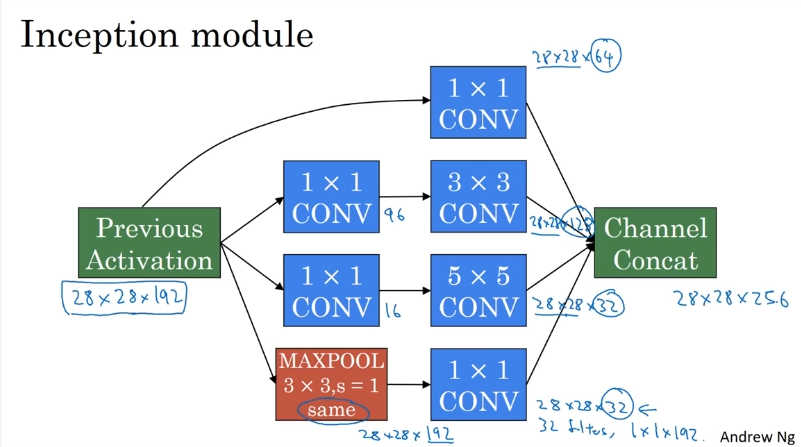 Inception module
28×28×64
1 × 1
CONV
1 × 1
CONV
96
3 × 3
CONV
28×28×128
Previous
Activation
28×28×192
Channel
Concat
28×28×256
1 × 1
CONV
16
5 × 5
CONV
28×28×32
MAXPOOL
3 × 3,s = 1
same
28×28×192
1 × 1
CONV
28×28×32 ←
32 filters, 1×1×192.
Andrew Ng